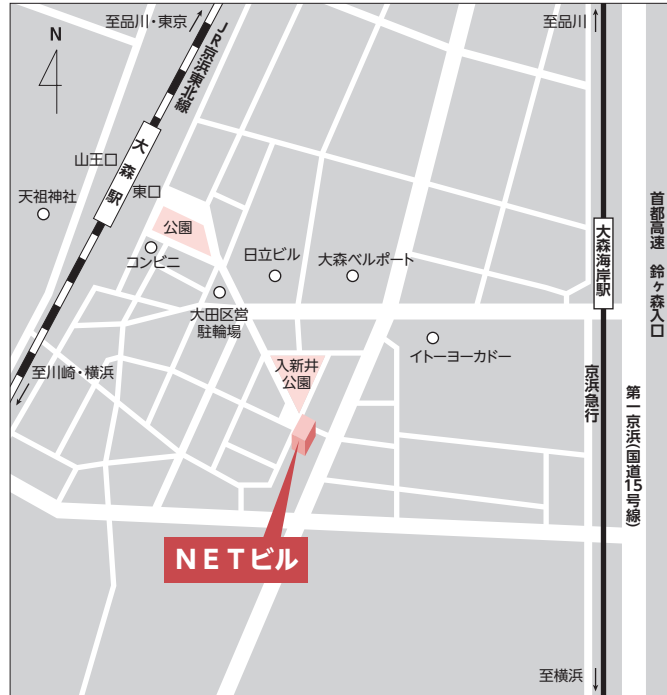 至品川・東京
至品川
N
JR京浜東北線
大森駅
山王口
東口
天祖神社
公園
コンビニ
日立ビル
大森ベルポート
大田区営
駐輪場
大森海岸駅
首都高速 鈴ヶ森入口
イトーヨーカドー
入新井
公園
至川崎・横浜
京浜急行
第一京浜(国道15号線)
NETビル
至横浜